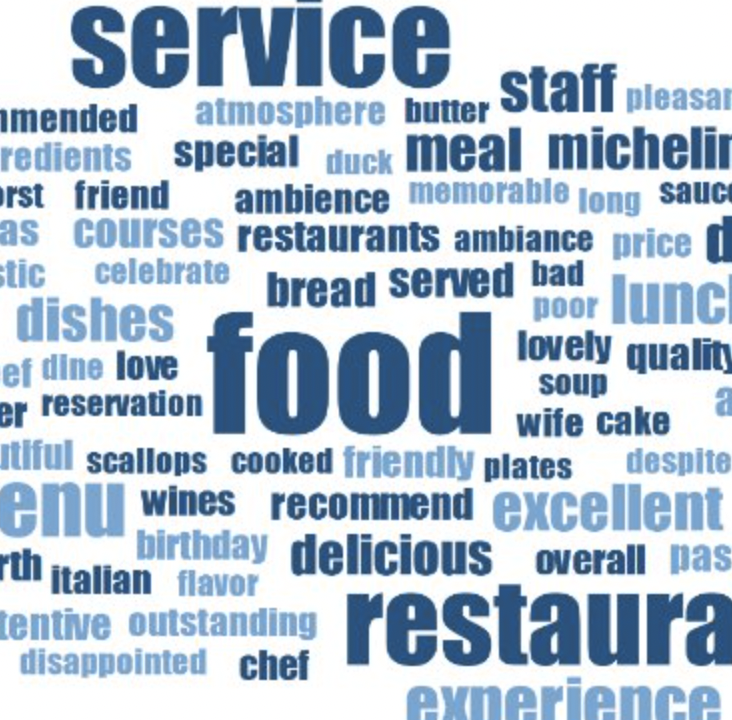 service
staff pleasan
mmended atmosphere butter
redients special duck meal michelin
orst friend ambience memorable long sauce
as courses restaurants ambiance price d
stic celebrate bread served bad
dishes poor lunch
food lovely quality
ef dine love soup
er reservation wife cake a
utiful scallops cooked friendly plates despite
enu wines recommend excellent
birthday delicious overall pas
rth italian flavor
tentive outstanding restaura
disappointed chef
experience